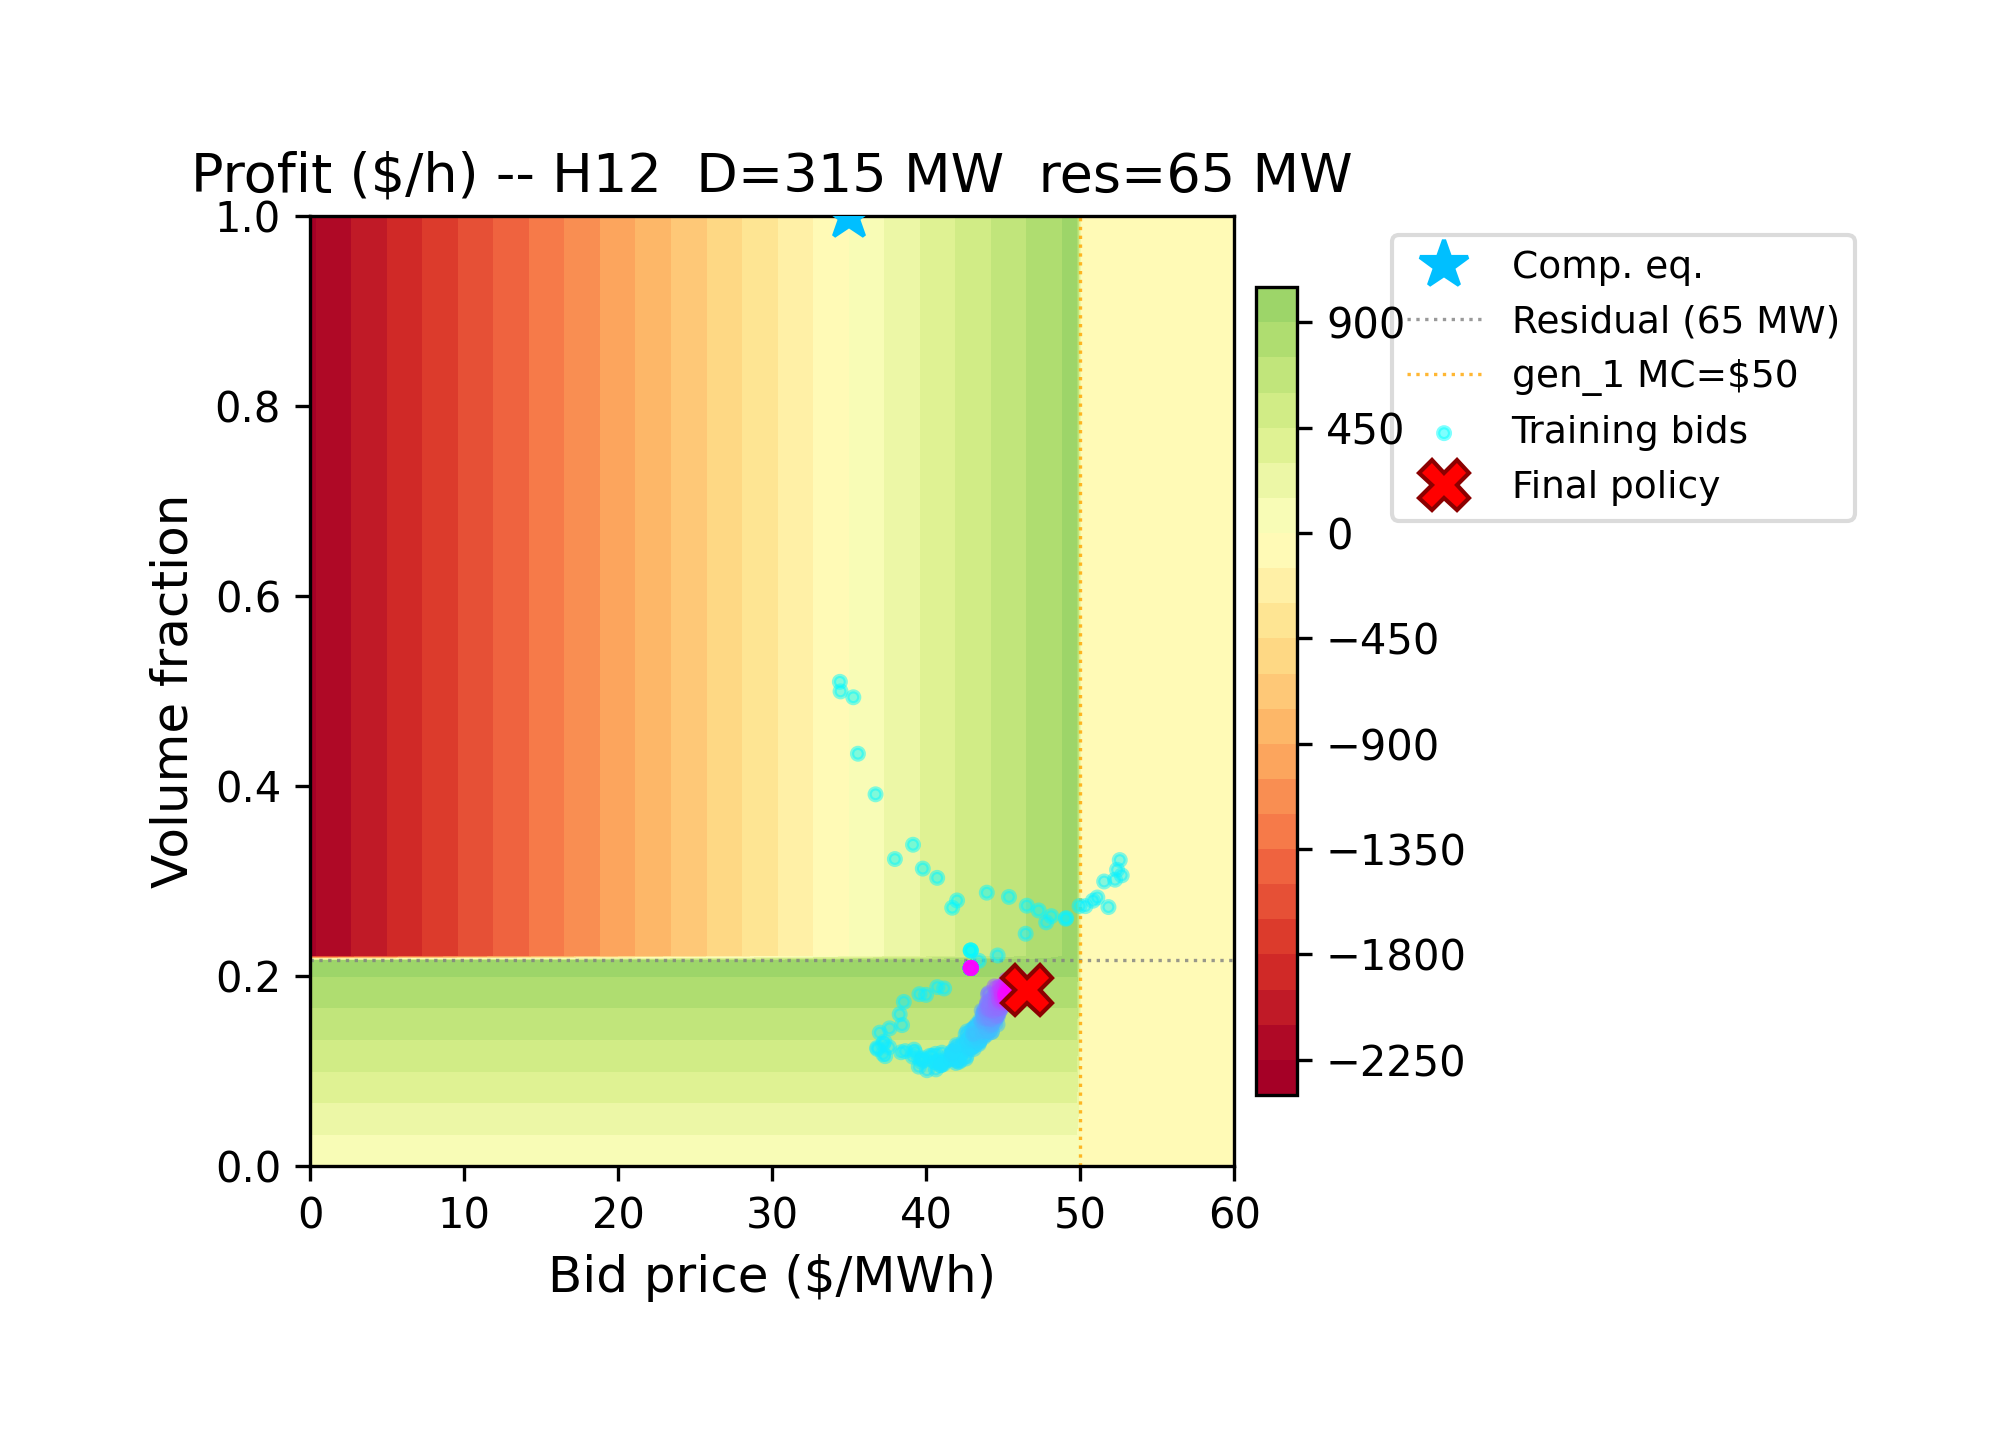 Profit ($/h) -- H12  D=315 MW  res=65 MW
1.0
0.8
0.6
0.4
0.2
0.0
Volume fraction
0
10
20
30
40
50
60
Bid price ($/MWh)
900
450
0
−450
−900
−1350
−1800
−2250
Comp. eq.
Residual (65 MW)
gen_1 MC=$50
Training bids
Final policy